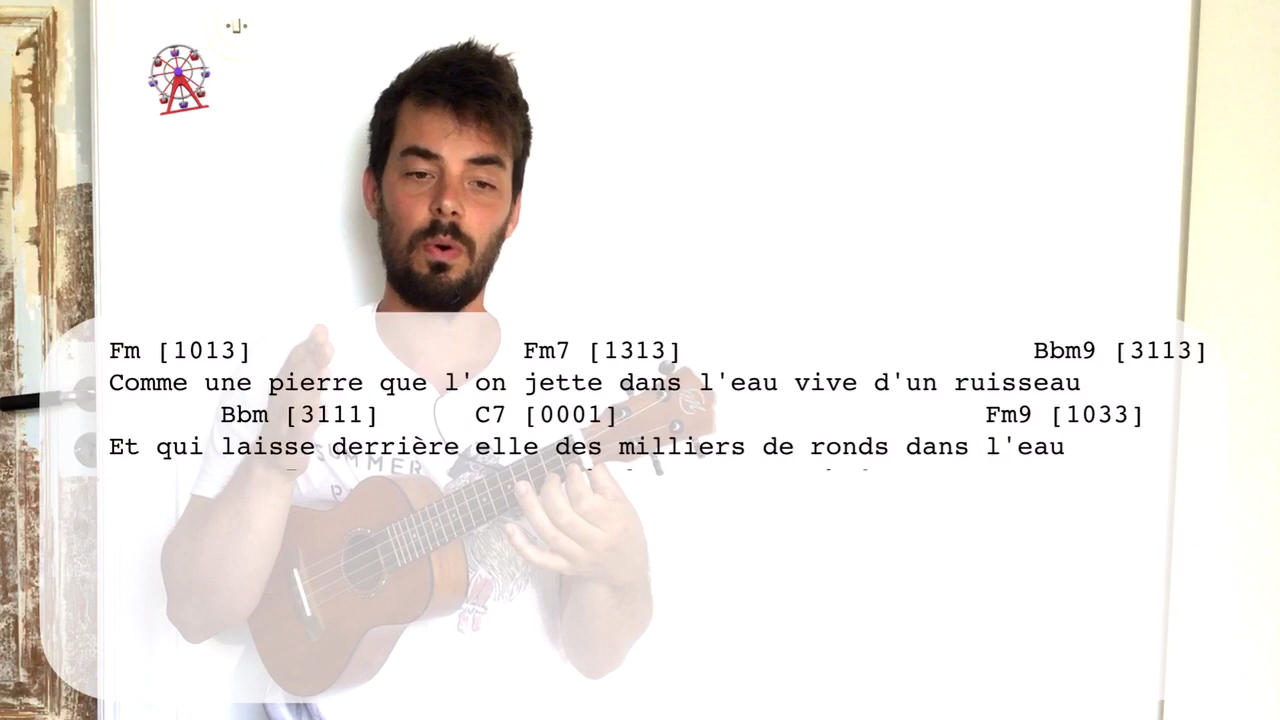 Fm [1013] Fm7 [1313] Bbm9 [3113]
Comme une pierre que l'on jette dans l'eau vive d'un ruisseau
Bbm [3111] C7 [0001] Fm9 [1033]
Et qui laisse derrière elle des milliers de ronds dans l'eau
SUMMER